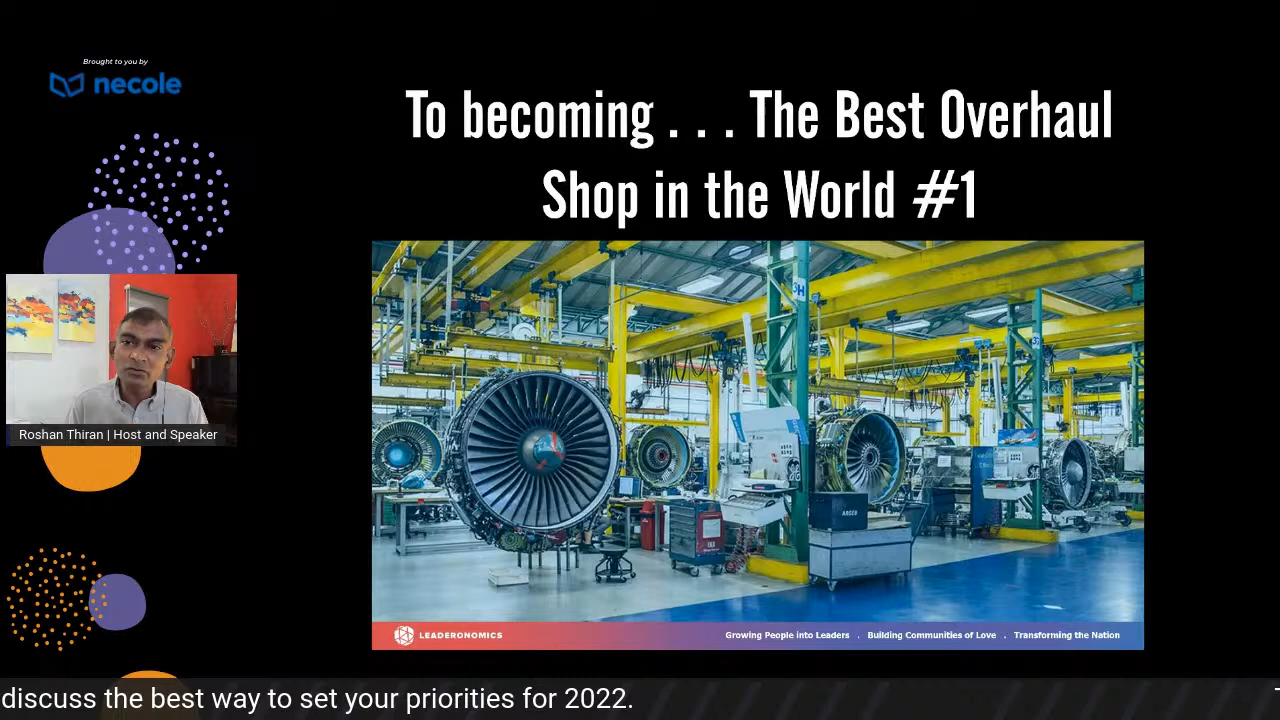 Brought to you by
necole
To becoming . . . The Best Overhaul
Shop in the World #1
Roshan Thiran | Host and Speaker
LEADERONOMICS
Growing People into Leaders . Building Communities of Love . Transforming the Nation
discuss the best way to set your priorities for 2022.